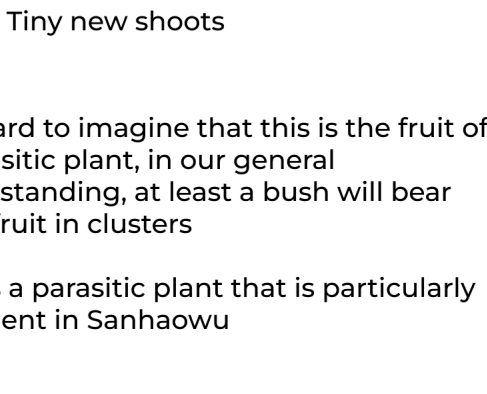 Tiny new shoots
ard to imagine that this is the fruit of
sitic plant, in our general
standing, at least a bush will bear
ruit in clusters
a parasitic plant that is particularly
ent in Sanhaowu